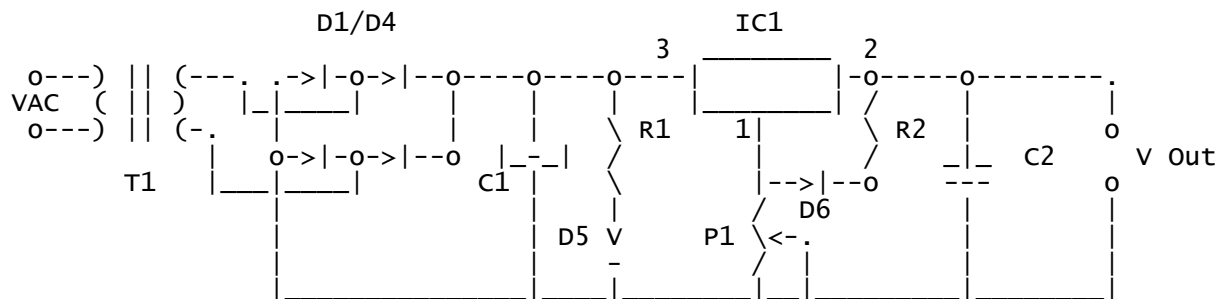 D1/D4 IC1
3 2
VAC
R1 1 R2
C2 V Out
T1 C1
D6
D5 P1